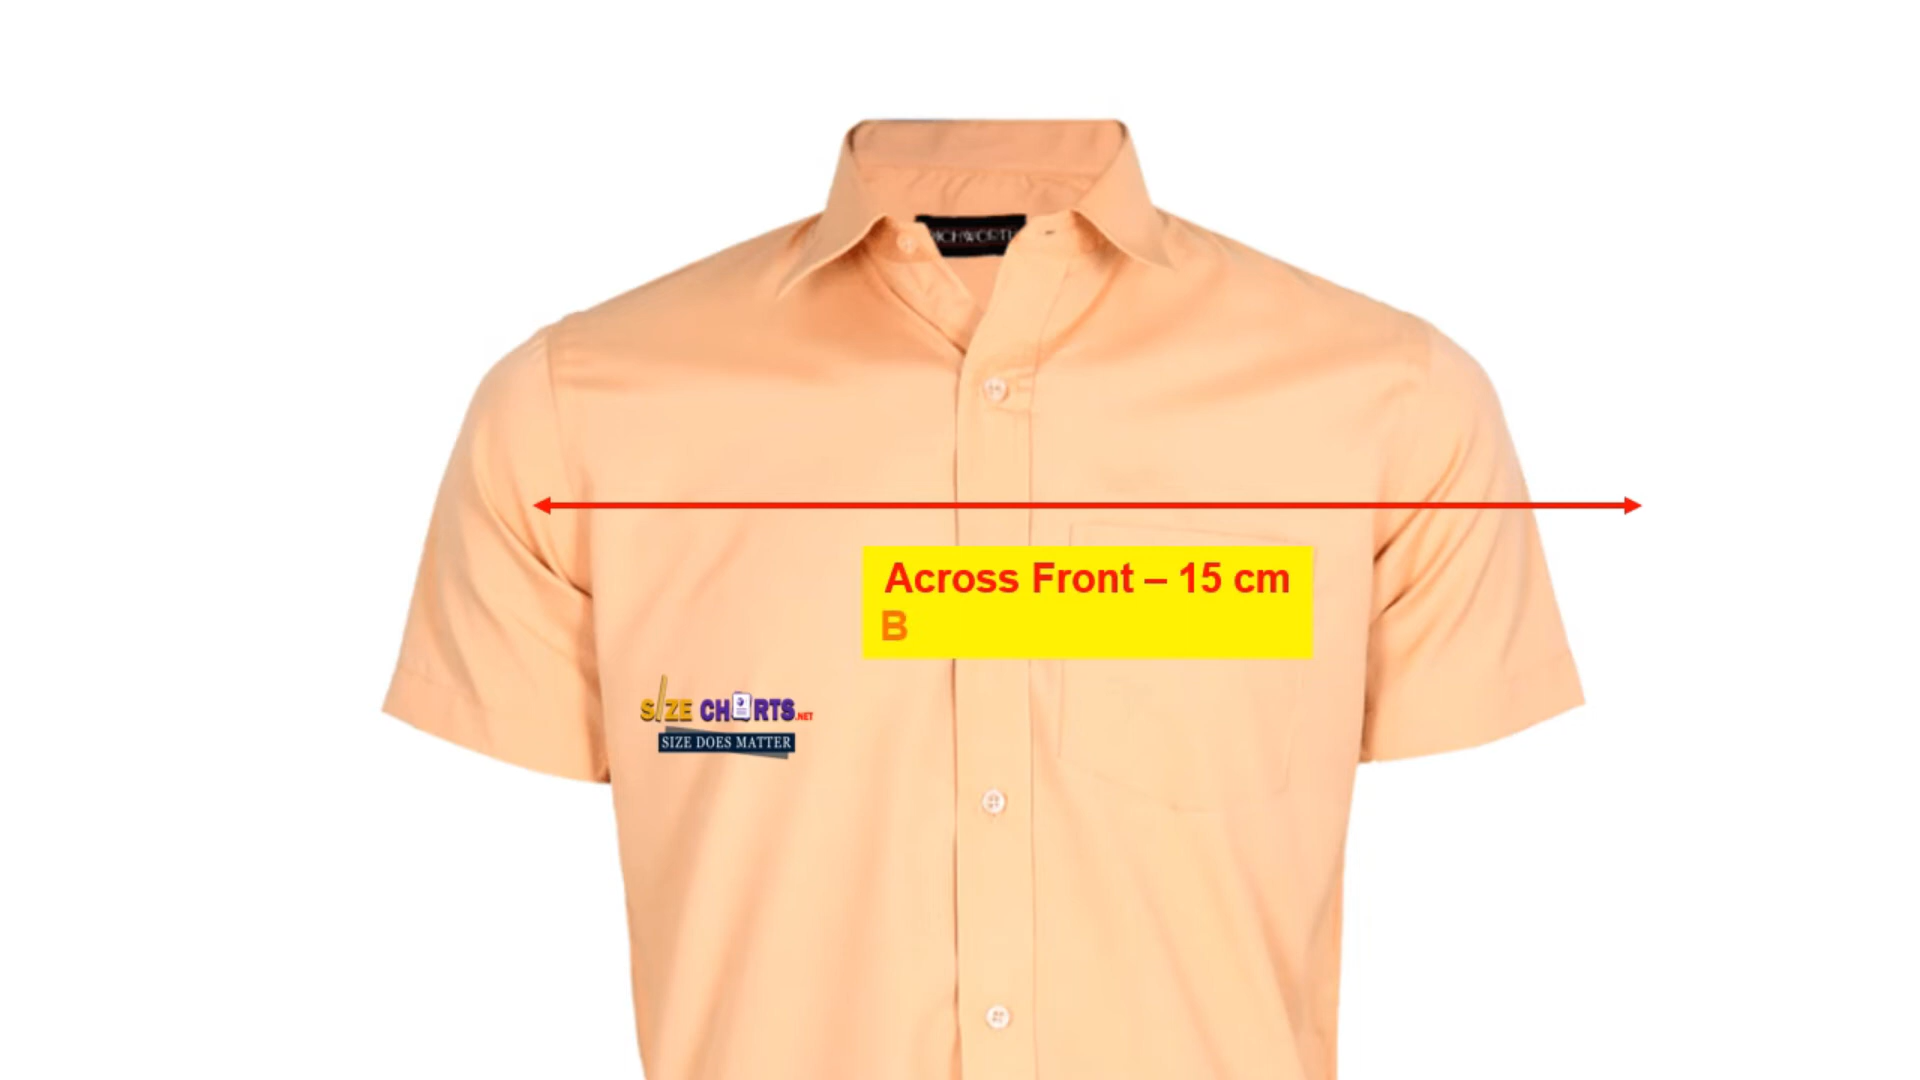 Across Front – 15 cm
B
SIZE CHARTS.NET
SIZE DOES MATTER